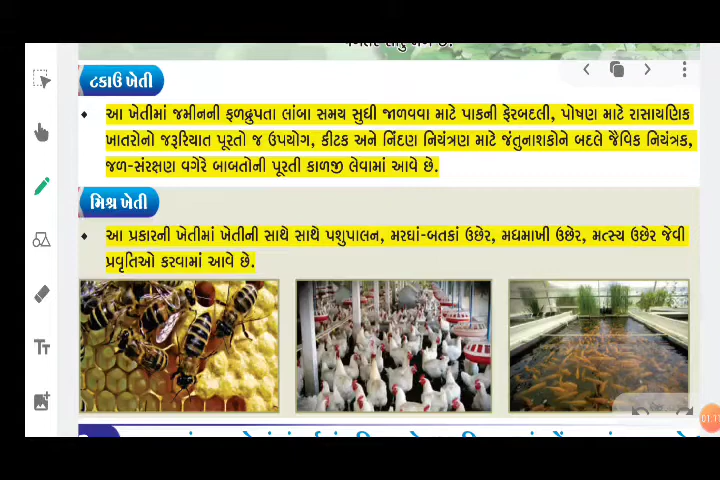 ટકાઉ ખેતી
♦ આ ખેતીમાં જમીનની ફળદ્રુપતા લાંબા સમય સુધી જાળવવા માટે પાકની ફેરબદલી, પોષણ માટે રાસાયણિક
ખાતરોનો જરૂરિયાત પૂરતો જ ઉપયોગ, કીટક અને નિંદણ નિયંત્રણ માટે જંતુનાશકોને બદલે જૈવિક નિયંત્રક,
જળ-સંરક્ષણ વગેરે બાબતોની પૂરતી કાળજી લેવામાં આવે છે.
મિશ્ર ખેતી
♦ આ પ્રકારની ખેતીમાં ખેતીની સાથે સાથે પશુપાલન, મરઘાં-બતકાં ઉછેર, મધમાખી ઉછેર, મત્સ્ય ઉછેર જેવી
પ્રવૃતિઓ કરવામાં આવે છે.